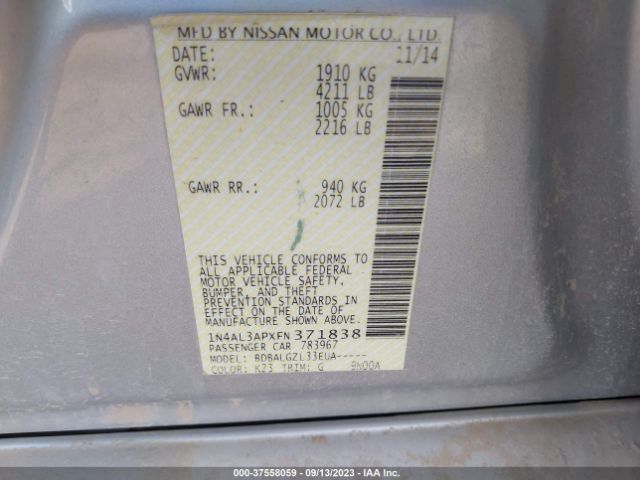 MFD BY NISSAN MOTOR CO., LTD.
DATE: 11/14
GVWR: 1910 KG
4211 LB
GAWR FR.: 1005 KG
2216 LB
GAWR RR.: 940 KG
2072 LB
THIS VEHICLE CONFORMS TO
ALL APPLICABLE FEDERAL
MOTOR VEHICLE SAFETY,
BUMPER, AND THEFT
PREVENTION STANDARDS IN
EFFECT ON THE DATE OF
MANUFACTURE SHOWN ABOVE.
1N4AL3APXFN371838
PASSENGER CAR 783967
MODEL: BDBALGZL33EUA-----
COLOR: K23 TRIM: G 9N00A
000-37558059 - 09/13/2023 - IAA Inc.